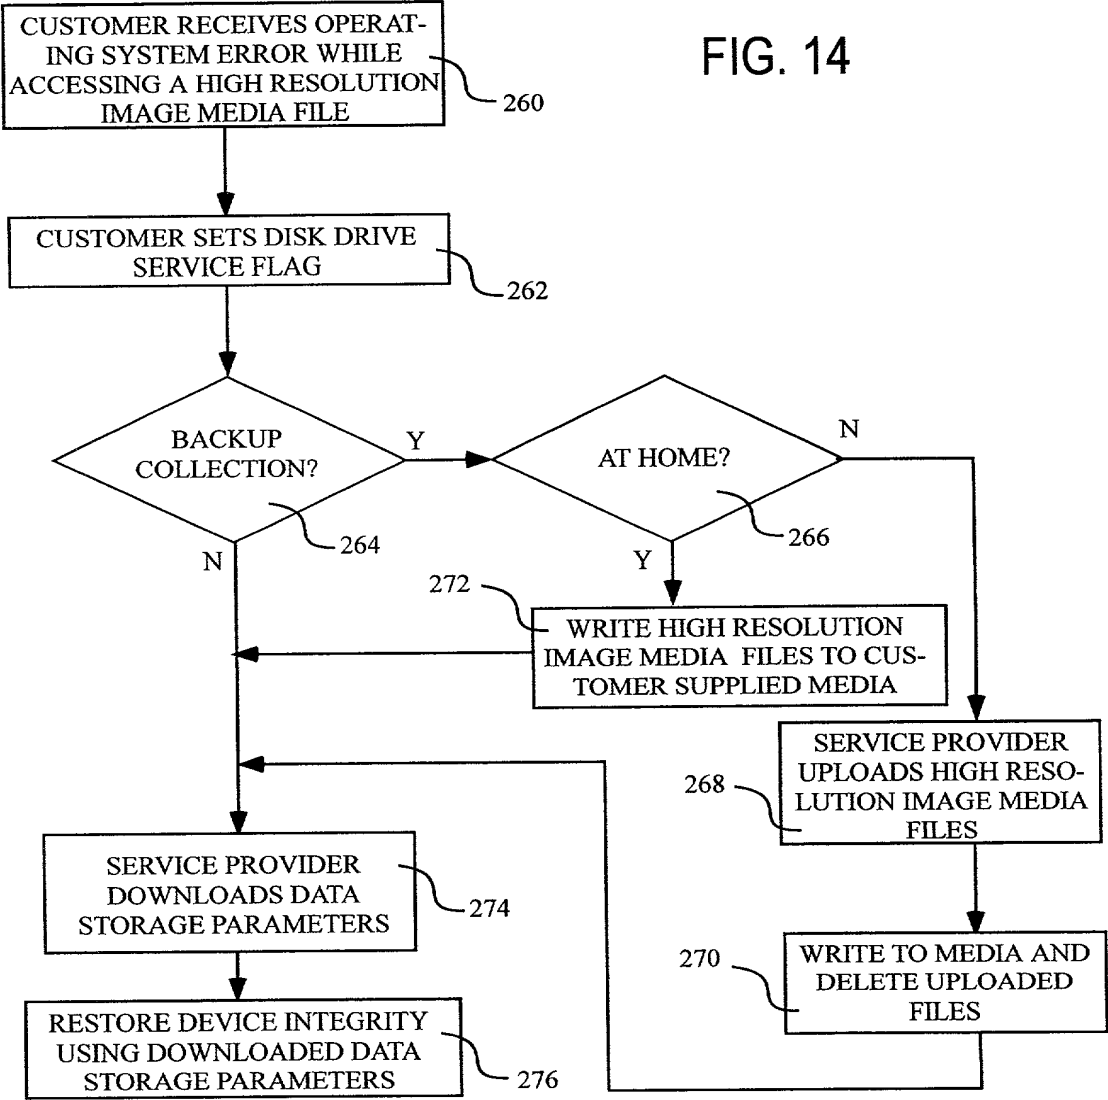 CUSTOMER RECEIVES OPERAT-
ING SYSTEM ERROR WHILE
ACCESSING A HIGH RESOLUTION
IMAGE MEDIA FILE
260
FIG. 14
CUSTOMER SETS DISK DRIVE
SERVICE FLAG
262
BACKUP
COLLECTION?
264
Y
N
AT HOME?
266
N
Y
272
WRITE HIGH RESOLUTION
IMAGE MEDIA FILES TO CUS-
TOMER SUPPLIED MEDIA
SERVICE PROVIDER
UPLOADS HIGH RESO-
LUTION IMAGE MEDIA
FILES
268
WRITE TO MEDIA AND
DELETE UPLOADED
FILES
270
SERVICE PROVIDER
DOWNLOADS DATA
STORAGE PARAMETERS
274
RESTORE DEVICE INTEGRITY
USING DOWNLOADED DATA
STORAGE PARAMETERS
276